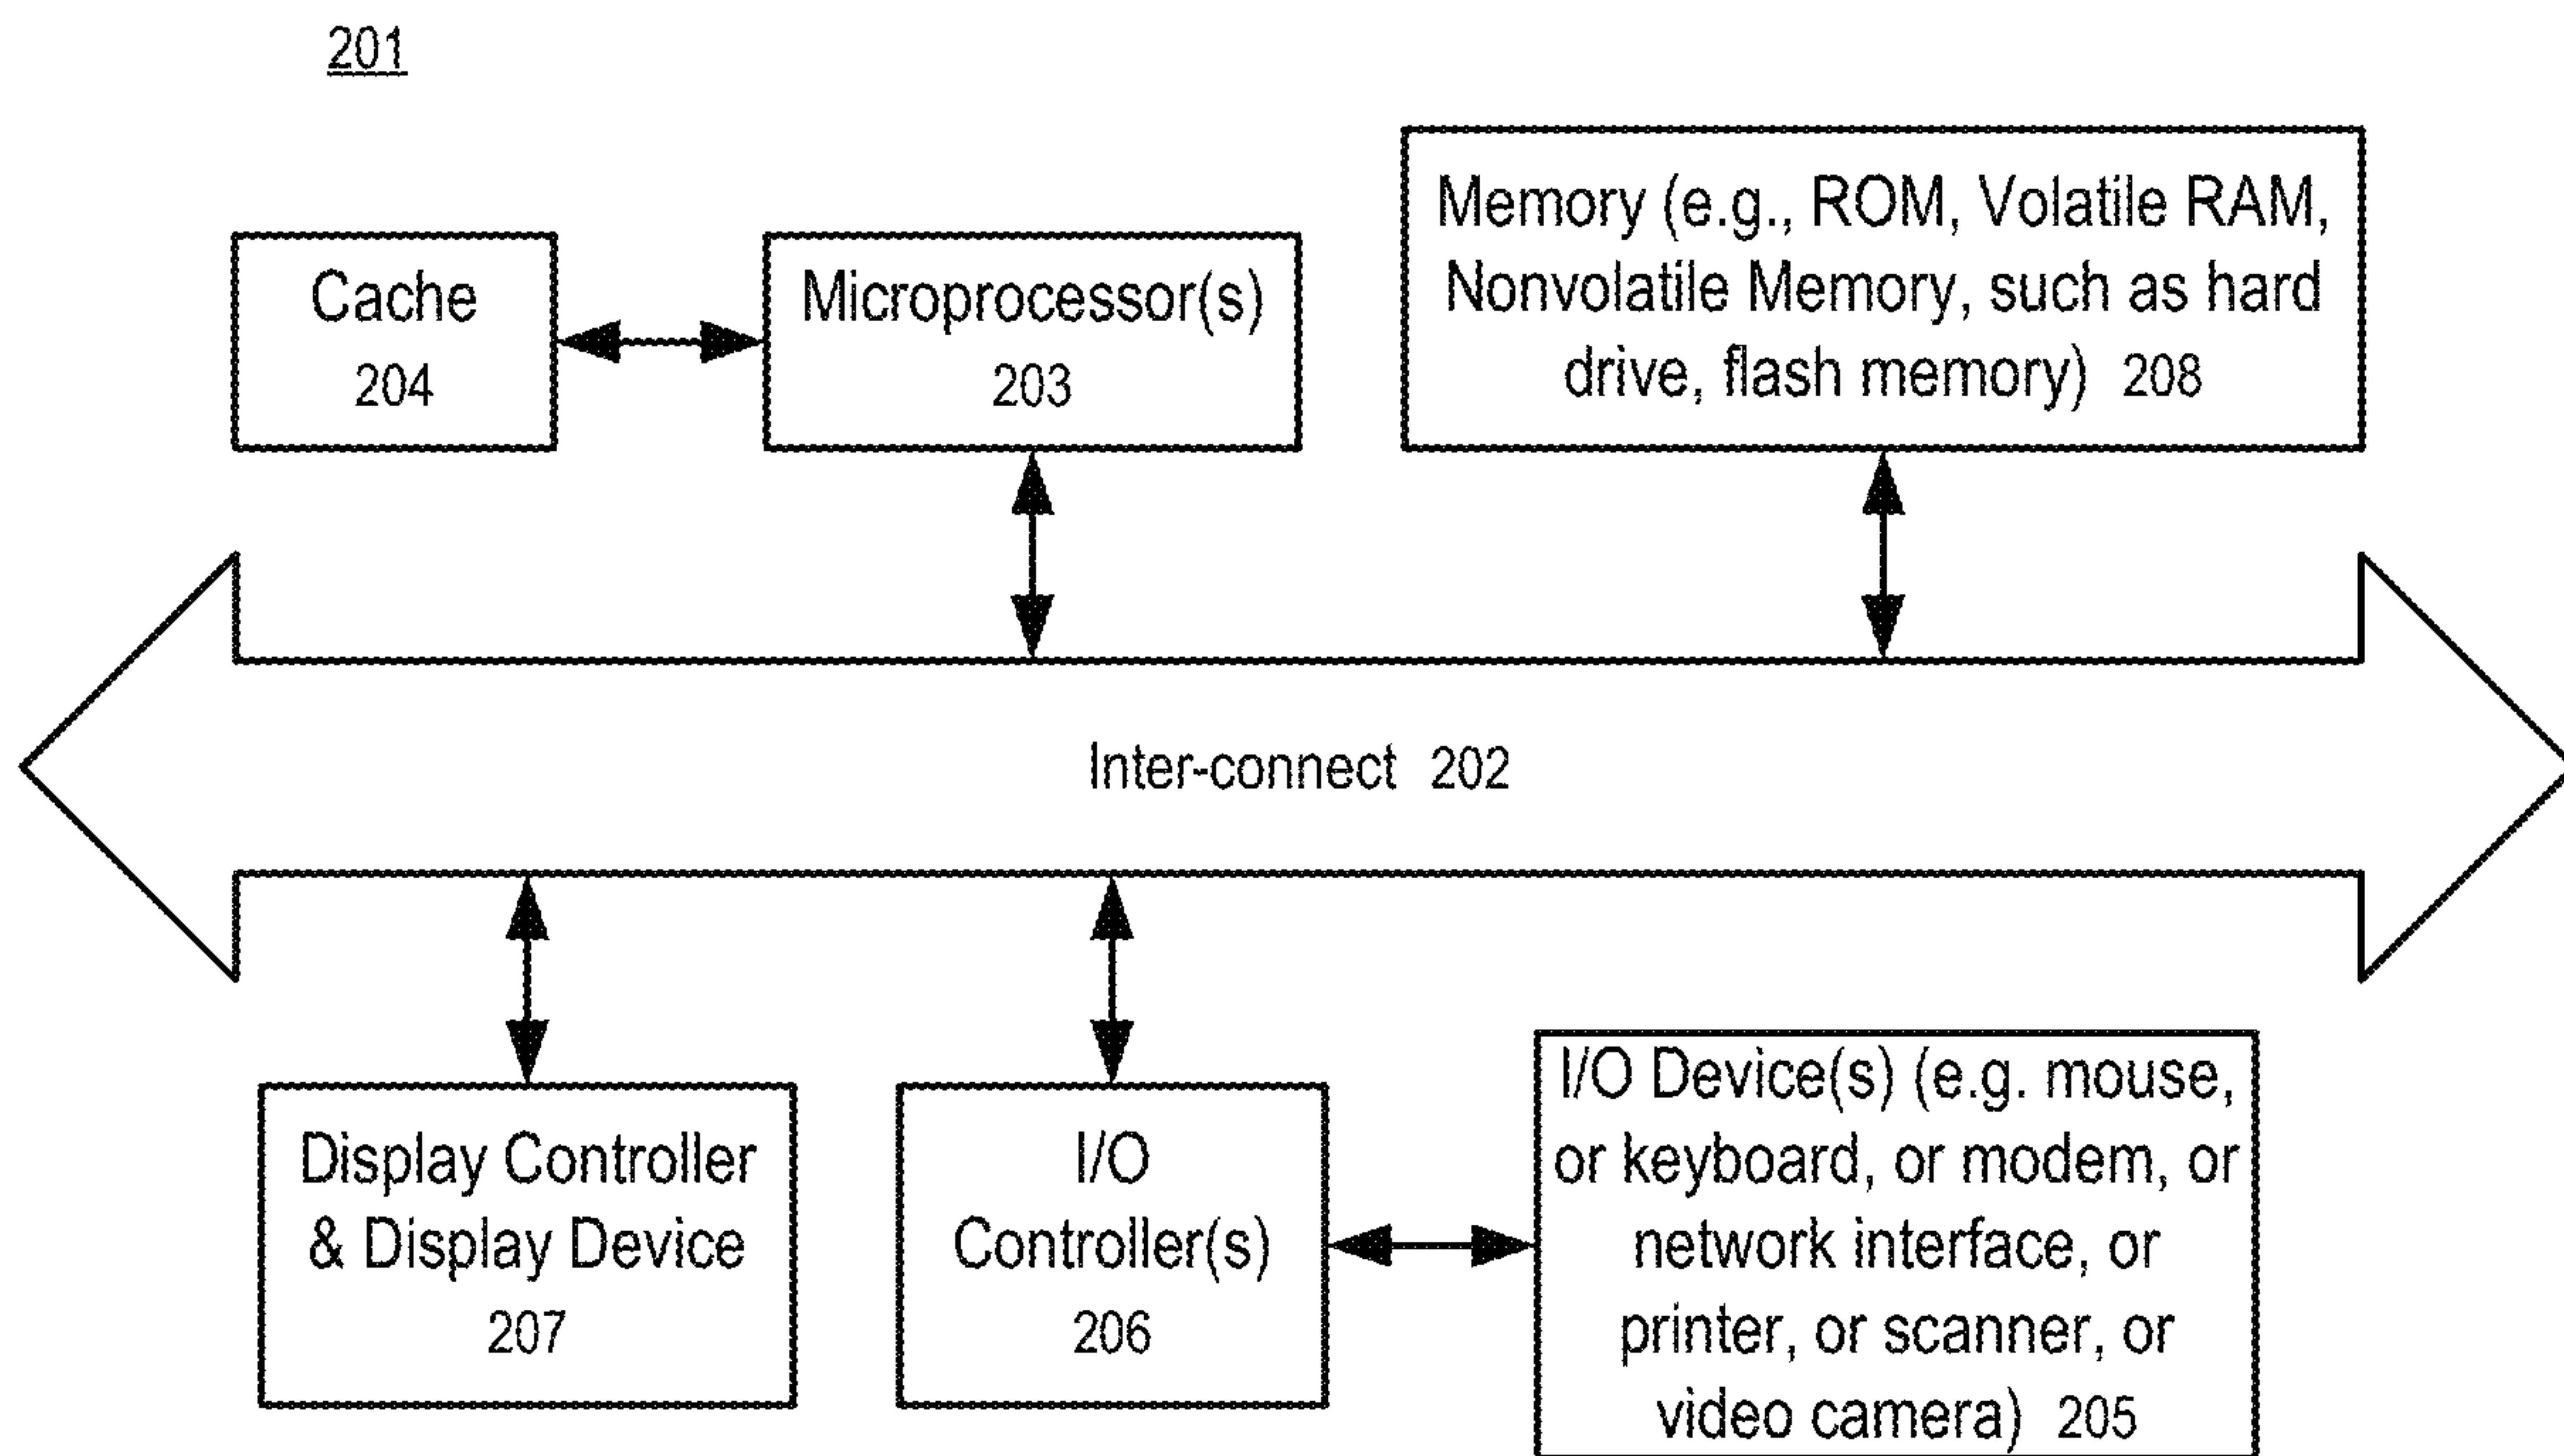 201
Cache
204
Microprocessor(s)
203
Memory (e.g., ROM, Volatile RAM,
Nonvolatile Memory, such as hard
drive, flash memory) 208
Inter-connect 202
Display Controller
& Display Device
207
I/O
Controller(s)
206
I/O Device(s) (e.g. mouse,
or keyboard, or modem, or
network interface, or
printer, or scanner, or
video camera) 205